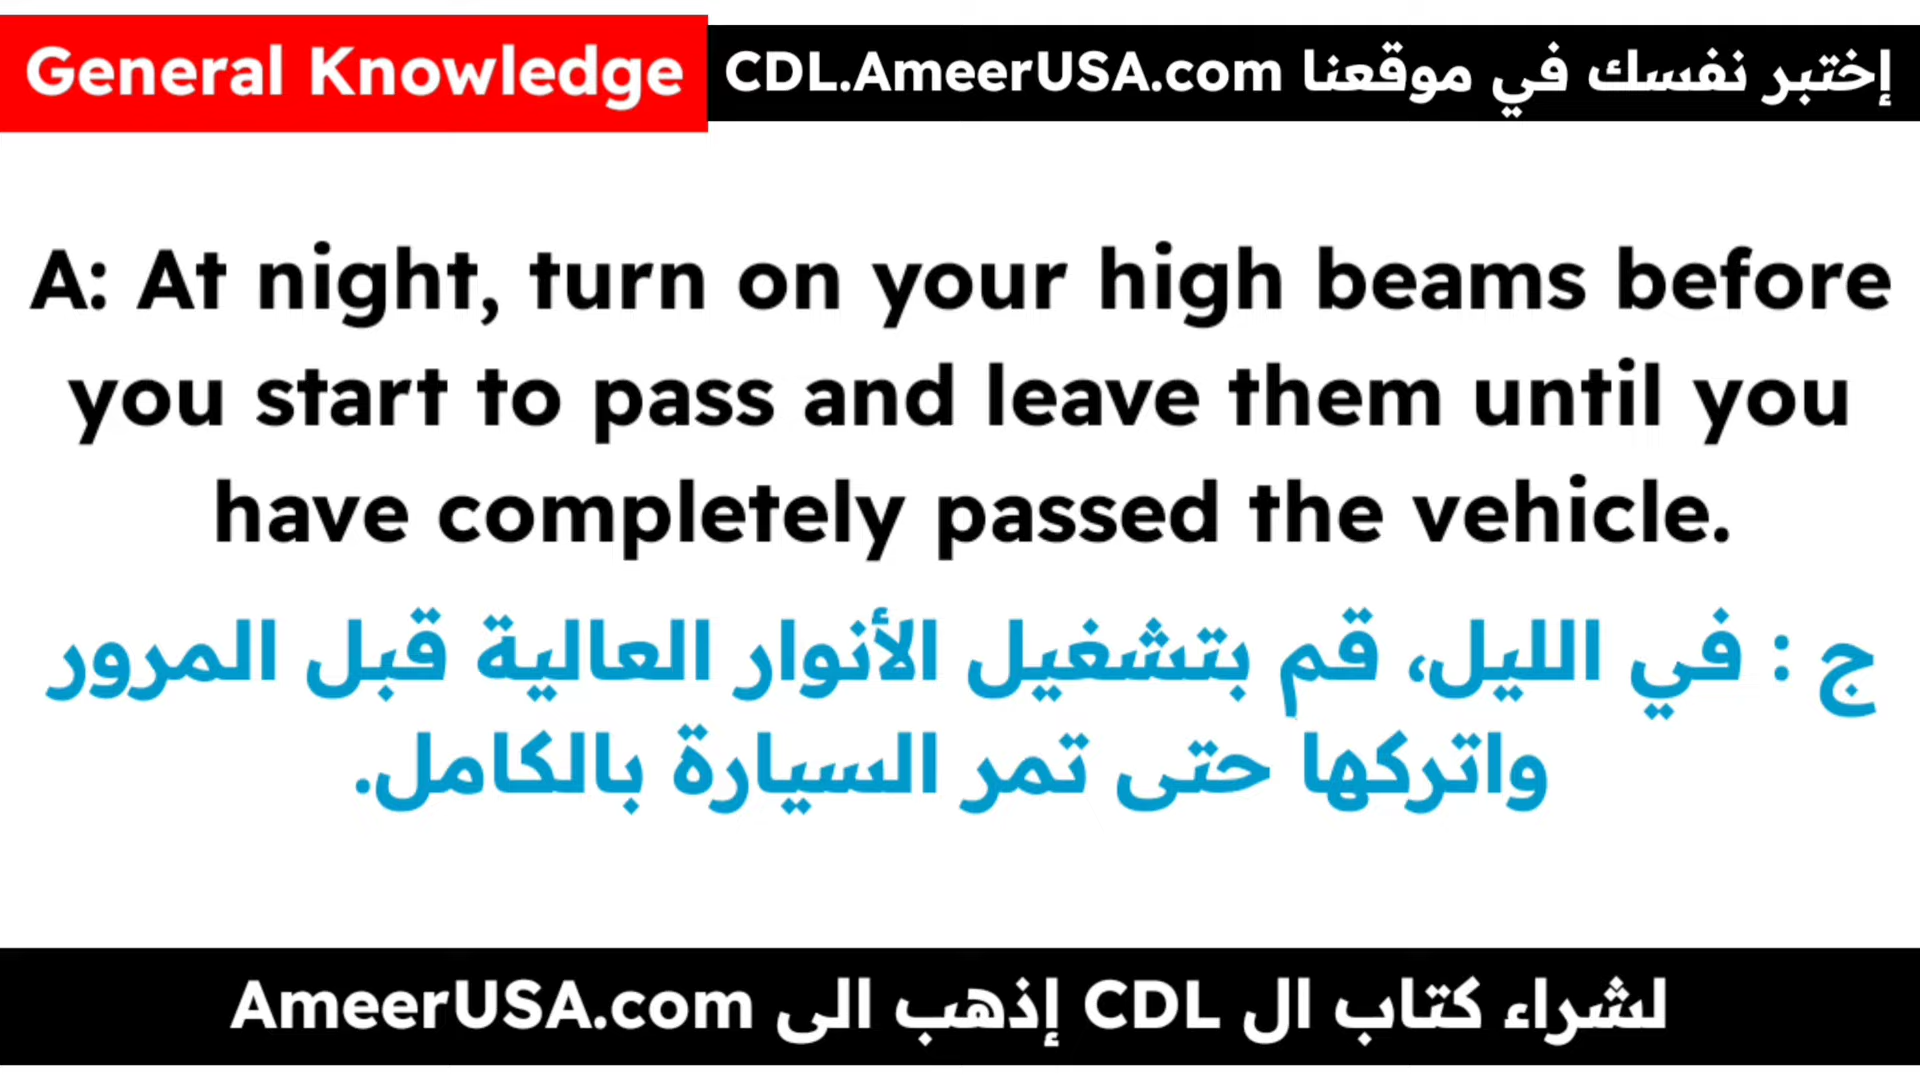 General Knowledge
إختبر نفسك في موقعنا CDL.AmeerUSA.com
A: At night, turn on your high beams before
you start to pass and leave them until you
have completely passed the vehicle.
ج : في الليل، قم بتشغيل الأنوار العالية قبل المرور
واتركها حتى تمر السيارة بالكامل.
لشراء كتاب ال CDL إذهب الى AmeerUSA.com